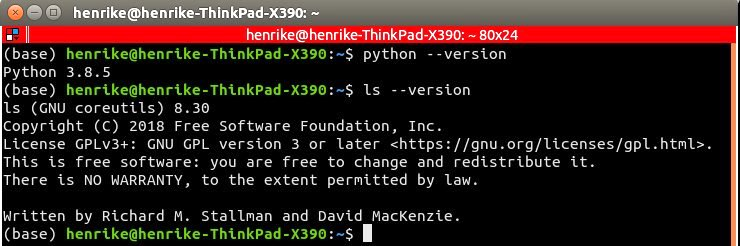 henrike@henrike-ThinkPad-X390: ~
henrike@henrike-ThinkPad-X390: ~ 80x24
(base) henrike@henrike-ThinkPad-X390:~$ python --version
Python 3.8.5
(base) henrike@henrike-ThinkPad-X390:~$ ls --version
ls (GNU coreutils) 8.30
Copyright (C) 2018 Free Software Foundation, Inc.
License GPLv3+: GNU GPL version 3 or later <https://gnu.org/licenses/gpl.html>.
This is free software: you are free to change and redistribute it.
There is NO WARRANTY, to the extent permitted by law.

Written by Richard M. Stallman and David MacKenzie.
(base) henrike@henrike-ThinkPad-X390:~$